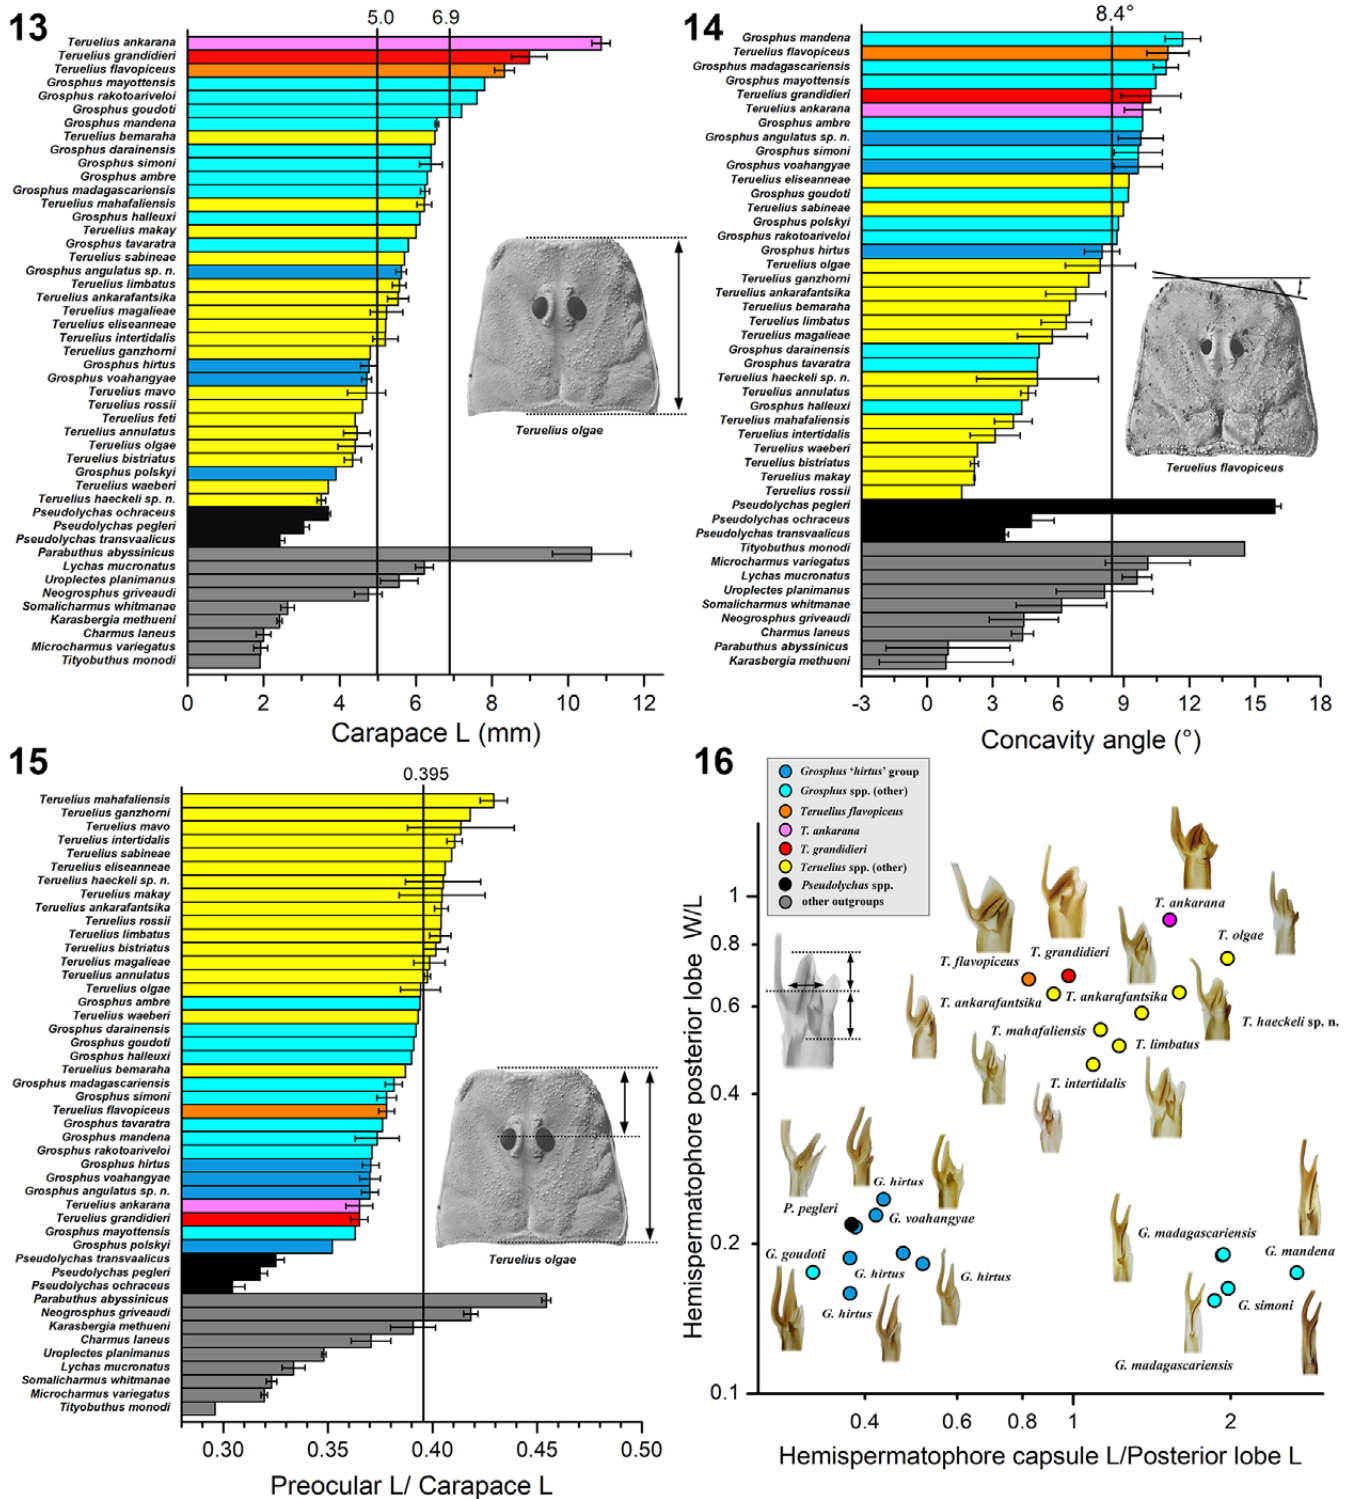 13
5.0 6.9
Teruelius ankarana
Teruelius grandidieri
Teruelius flavopiceus
Grosphus mayottensis
Grosphus rakotoariveloi
Grosphus goudoti
Grosphus mandena
Teruelius bemaraha
Grosphus darainensis
Grosphus simoni
Grosphus ambre
Grosphus madagascariensis
Teruelius mahafaliensis
Grosphus halleuxi
Teruelius makay
Grosphus tavaratra
Teruelius sabineae
Grosphus angulatus sp. n.
Teruelius limbatus
Teruelius ankarafantsika
Teruelius magalieae
Teruelius eliseanneae
Teruelius intertidalis
Teruelius ganzhorni
Grosphus hirtus
Grosphus voahangyae
Teruelius mavo
Teruelius rossii
Teruelius feti
Teruelius annulatus
Teruelius olgae
Teruelius bistriatus
Grosphus polskyi
Teruelius waeberi
Teruelius haeckeli sp. n.
Pseudolychas ochraceus
Pseudolychas pegleri
Pseudolychas transvaalicus
Parabuthus abyssinicus
Lychas mucronatus
Uroplectes planimanus
Neogrosphus griveaudi
Somalicharmus whitmanae
Karasbergia methueni
Charmus laneus
Microcharmus variegatus
Tityobuthus monodi
Teruelius olgae
0 2 4 6 8 10 12
Carapace L (mm)
14
8.4°
Grosphus mandena
Teruelius flavopiceus
Grosphus madagascariensis
Grosphus mayottensis
Teruelius grandidieri
Teruelius ankarana
Grosphus ambre
Grosphus angulatus sp. n.
Grosphus simoni
Grosphus voahangyae
Teruelius eliseanneae
Grosphus goudoti
Teruelius sabineae
Grosphus polskyi
Grosphus rakotoariveloi
Grosphus hirtus
Teruelius olgae
Teruelius ganzhorni
Teruelius ankarafantsika
Teruelius bemaraha
Teruelius limbatus
Teruelius magalieae
Grosphus darainensis
Grosphus tavaratra
Teruelius haeckeli sp. n.
Teruelius annulatus
Grosphus halleuxi
Teruelius mahafaliensis
Teruelius intertidalis
Teruelius waeberi
Teruelius bistriatus
Teruelius makay
Teruelius rossii
Pseudolychas pegleri
Pseudolychas ochraceus
Pseudolychas transvaalicus
Tityobuthus monodi
Microcharmus variegatus
Lychas mucronatus
Uroplectes planimanus
Somalicharmus whitmanae
Neogrosphus griveaudi
Charmus laneus
Parabuthus abyssinicus
Karasbergia methueni
Teruelius flavopiceus
-3 0 3 6 9 12 15 18
Concavity angle (°)
15
0.395
Teruelius mahafaliensis
Teruelius ganzhorni
Teruelius mavo
Teruelius intertidalis
Teruelius sabineae
Teruelius eliseanneae
Teruelius haeckeli sp. n.
Teruelius makay
Teruelius ankarafantsika
Teruelius rossii
Teruelius limbatus
Teruelius bistriatus
Teruelius magalieae
Teruelius annulatus
Teruelius olgae
Grosphus ambre
Teruelius waeberi
Grosphus darainensis
Grosphus goudoti
Grosphus halleuxi
Teruelius bemaraha
Grosphus madagascariensis
Grosphus simoni
Teruelius flavopiceus
Grosphus tavaratra
Grosphus mandena
Grosphus rakotoariveloi
Grosphus hirtus
Grosphus voahangyae
Grosphus angulatus sp. n.
Teruelius ankarana
Teruelius grandidieri
Grosphus mayottensis
Grosphus polskyi
Pseudolychas transvaalicus
Pseudolychas pegleri
Pseudolychas ochraceus
Parabuthus abyssinicus
Neogrosphus griveaudi
Karasbergia methueni
Charmus laneus
Uroplectes planimanus
Lychas mucronatus
Somalicharmus whitmanae
Microcharmus variegatus
Tityobuthus monodi
Teruelius olgae
0.30 0.35 0.40 0.45 0.50
Preocular L/ Carapace L
16
Grosphus 'hirtus' group
Grosphus spp. (other)
Teruelius flavopiceus
T. ankarana
T. grandidieri
Teruelius spp. (other)
Pseudolychas spp.
other outgroups
Hemispermatophore posterior lobe W/L
1
0.8
0.6
0.4
0.2
0.1
T. ankarana
T. olgae
T. grandidieri
T. flavopiceus
T. ankarafantsika T. ankarafantsika
T. haeckeli sp. n.
T. mahafaliensis
T. limbatus
T. intertidalis
G. hirtus
P. pegleri
G. voahangyae
G. goudoti
G. hirtus
G. hirtus
G. hirtus
G. madagascariensis
G. mandena
G. simoni
G. madagascariensis
0.4 0.6 0.8 1 2
Hemispermatophore capsule L/Posterior lobe L